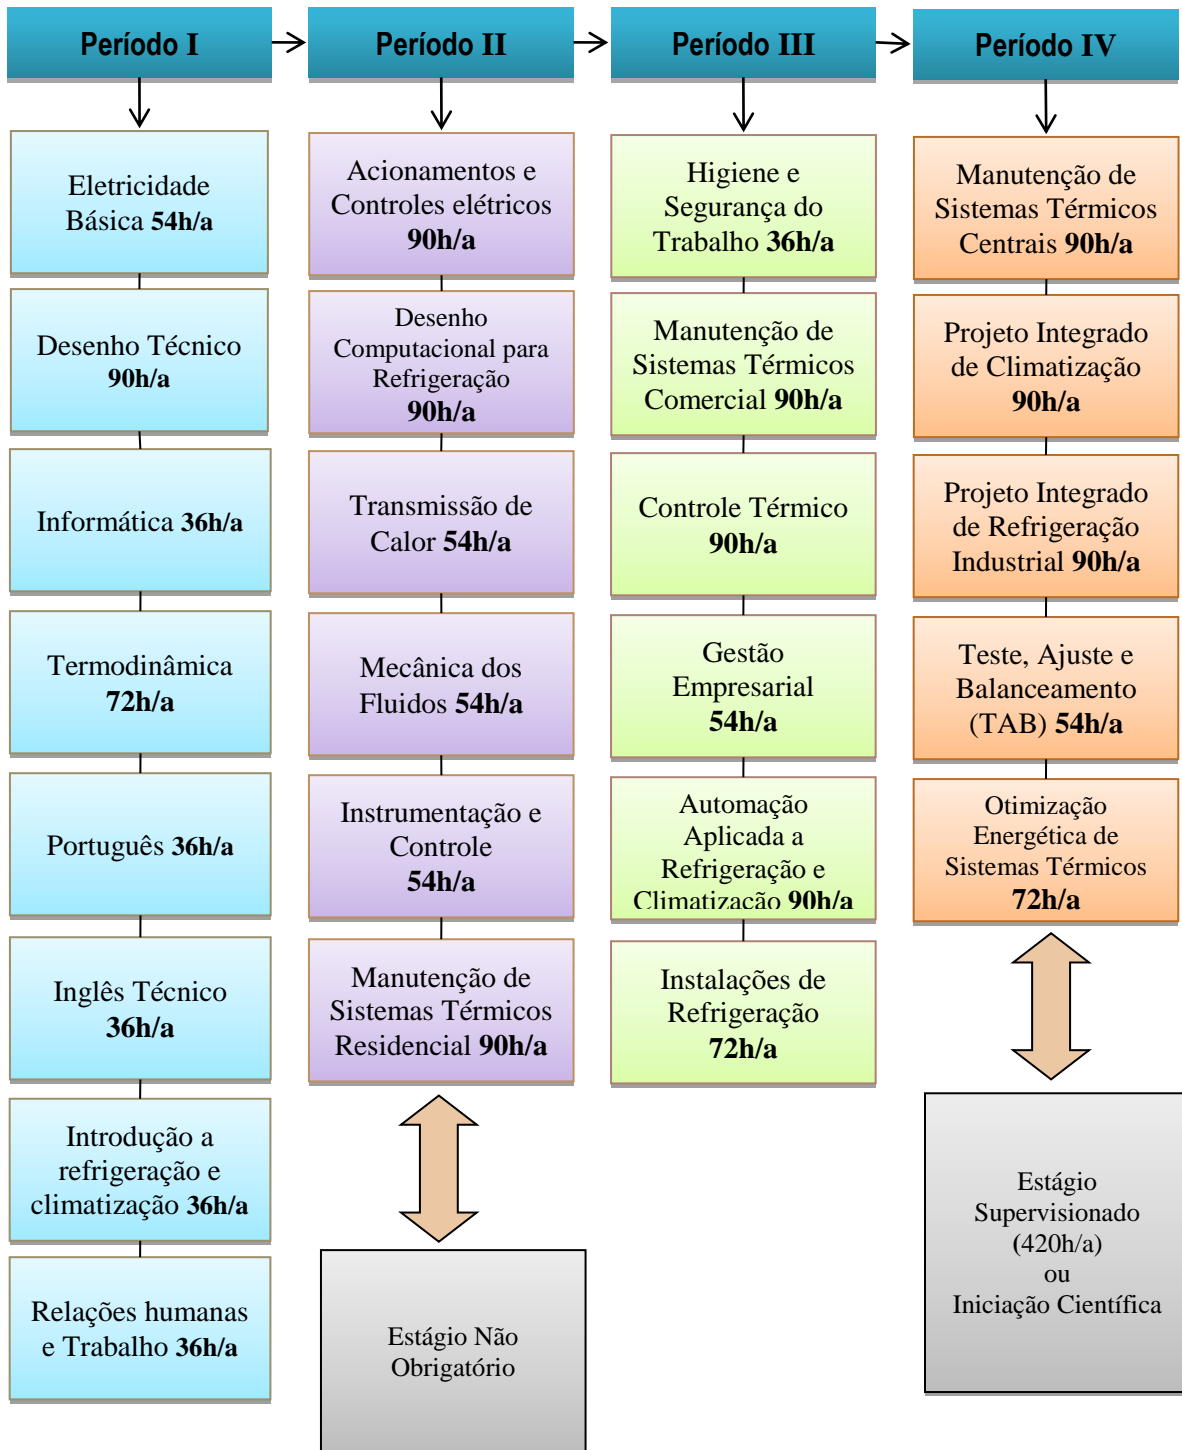 Período I
Período II
Período III
Período IV
Eletricidade
Básica 54h/a
Desenho Técnico
90h/a
Informática 36h/a
Termodinâmica
72h/a
Português 36h/a
Inglês Técnico
36h/a
Introdução a
refrigeração e
climatização 36h/a
Relações humanas
e Trabalho 36h/a
Acionamentos e
Controles elétricos
90h/a
Desenho
Computacional para
Refrigeração
90h/a
Transmissão de
Calor 54h/a
Mecânica dos
Fluidos 54h/a
Instrumentação e
Controle
54h/a
Manutenção de
Sistemas Térmicos
Residencial 90h/a
Estágio Não
Obrigatório
Higiene e
Segurança do
Trabalho 36h/a
Manutenção de
Sistemas Térmicos
Comercial 90h/a
Controle Térmico
90h/a
Gestão
Empresarial
54h/a
Automação
Aplicada a
Refrigeração e
Climatização 90h/a
Instalações de
Refrigeração
72h/a
Manutenção de
Sistemas Térmicos
Centrais 90h/a
Projeto Integrado
de Climatização
90h/a
Projeto Integrado
de Refrigeração
Industrial 90h/a
Teste, Ajuste e
Balanceamento
(TAB) 54h/a
Otimização
Energética de
Sistemas Térmicos
72h/a
Estágio
Supervisionado
(420h/a)
ou
Iniciação Científica